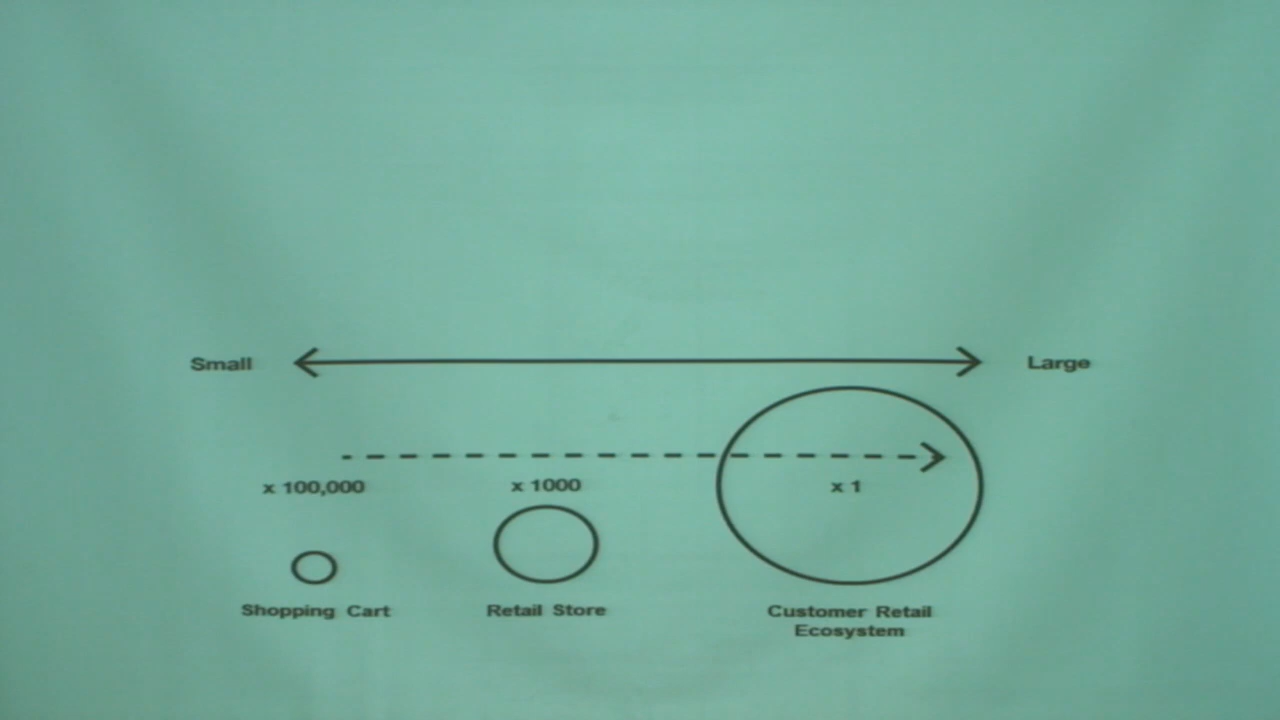 Small
Large
x 100,000
x 1000
x 1
Shopping Cart
Retail Store
Customer Retail
Ecosystem